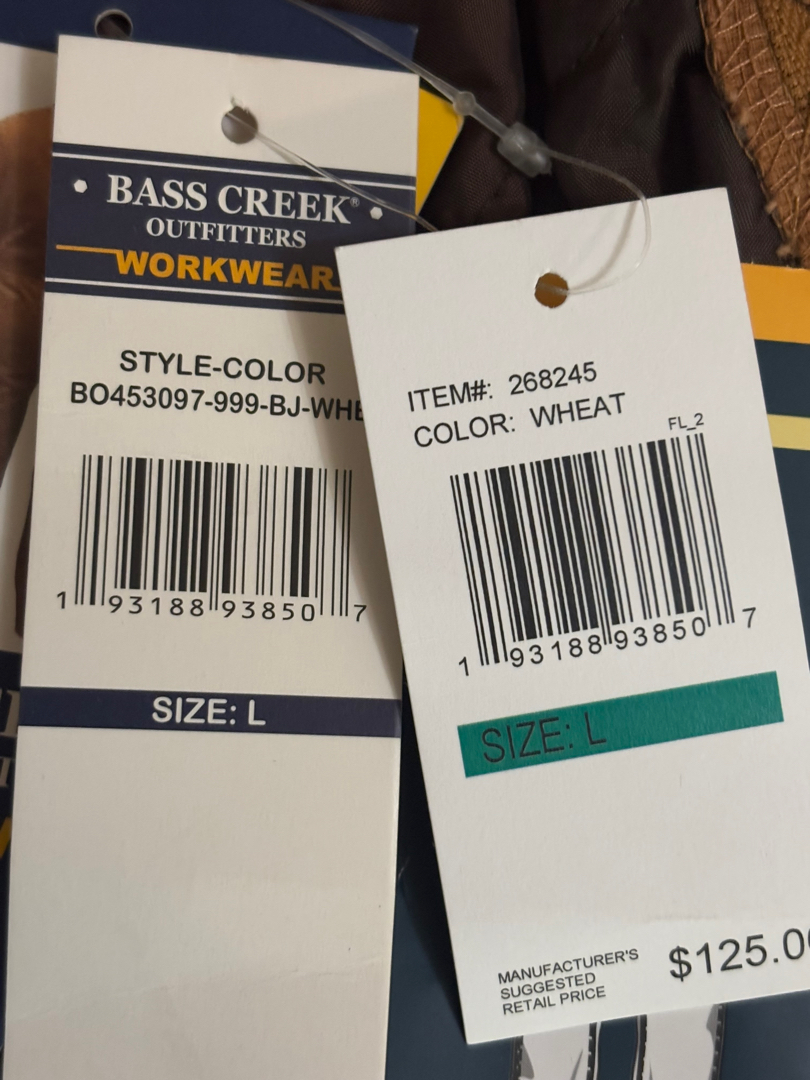 BASS CREEK®
OUTFITTERS
WORKWEAR
STYLE-COLOR
BO453097-999-BJ-WHE
1 93188 93850 7
SIZE: L
ITEM#: 268245
COLOR: WHEAT
FL_2
1 93188 93850 7
SIZE: L
MANUFACTURER'S
SUGGESTED
RETAIL PRICE
$125.00